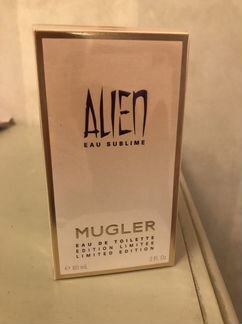 ALIEN
EAU SUBLIME
MUGLER
EAU DE TOILETTE
EDITION LIMITÉE
LIMITED EDITION
℮ 60 mL 2 fl. Oz